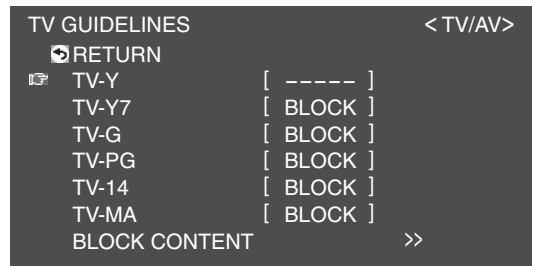 TV GUIDELINES <TV/AV>
RETURN
TV-Y [ ----- ]
TV-Y7 [ BLOCK ]
TV-G [ BLOCK ]
TV-PG [ BLOCK ]
TV-14 [ BLOCK ]
TV-MA [ BLOCK ]
BLOCK CONTENT >>